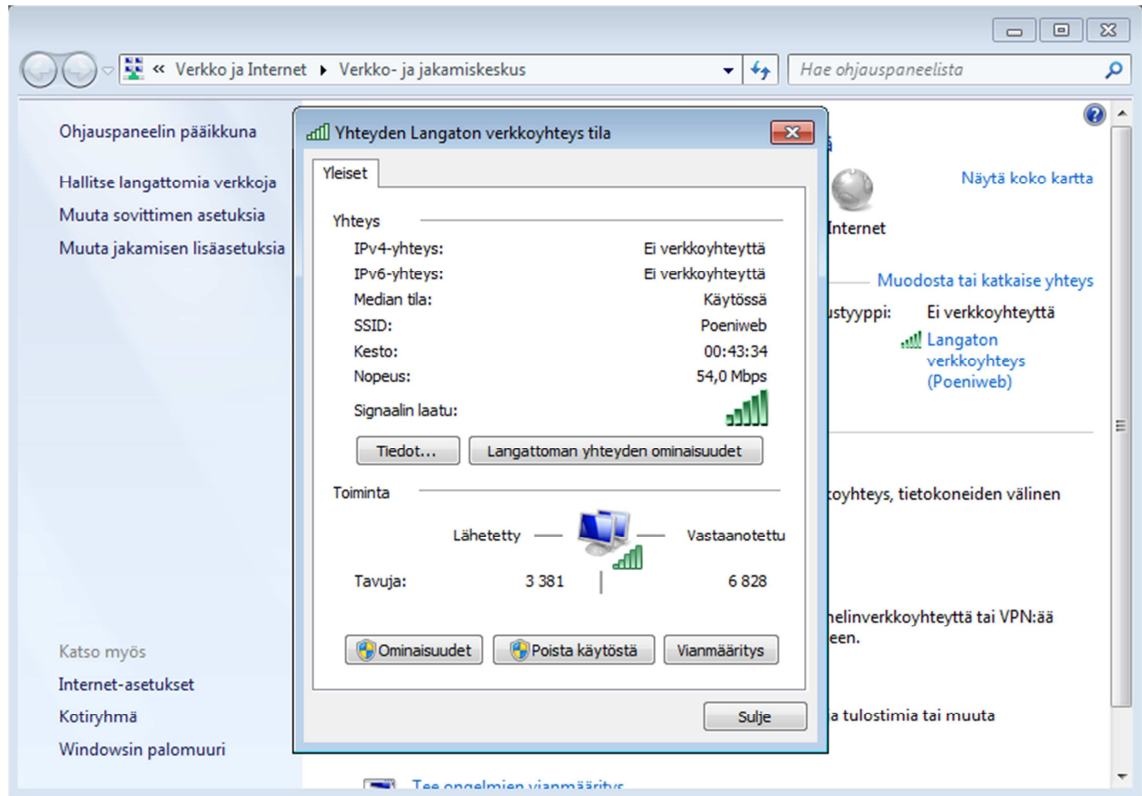 « Verkko ja Internet ▸ Verkko- ja jakamiskeskus
Hae ohjauspaneelista
Ohjauspaneelin pääikkuna
Hallitse langattomia verkkoja
Muuta sovittimen asetuksia
Muuta jakamisen lisäasetuksia
Katso myös
Internet-asetukset
Kotiryhmä
Windowsin palomuuri
Yhteyden Langaton verkkoyhteys tila
Yleiset
Yhteys
IPv4-yhteys: Ei verkkoyhteyttä
IPv6-yhteys: Ei verkkoyhteyttä
Median tila: Käytössä
SSID: Poeniweb
Kesto: 00:43:34
Nopeus: 54,0 Mbps
Signaalin laatu:
Tiedot... Langattoman yhteyden ominaisuudet
Toiminta
Lähetetty Vastaanotettu
Tavuja: 3 381 6 828
Ominaisuudet Poista käytöstä Vianmääritys
Sulje
Näytä koko kartta
Internet
Muodosta tai katkaise yhteys
Ei verkkoyhteyttä
Langaton
verkkoyhteys
(Poeniweb)
tietokoneiden välinen
tai VPN:ää
tulostimia tai muuta
Tee ongelmien vianmääritys